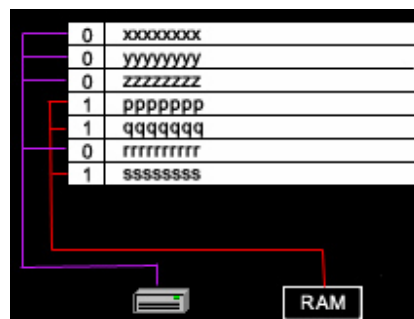 0 xxxxxxxx
0 yyyyyyyy
0 zzzzzzzz
1 ppppppp
1 qqqqqqq
0 rrrrrrrrrr
1 ssssssss
RAM